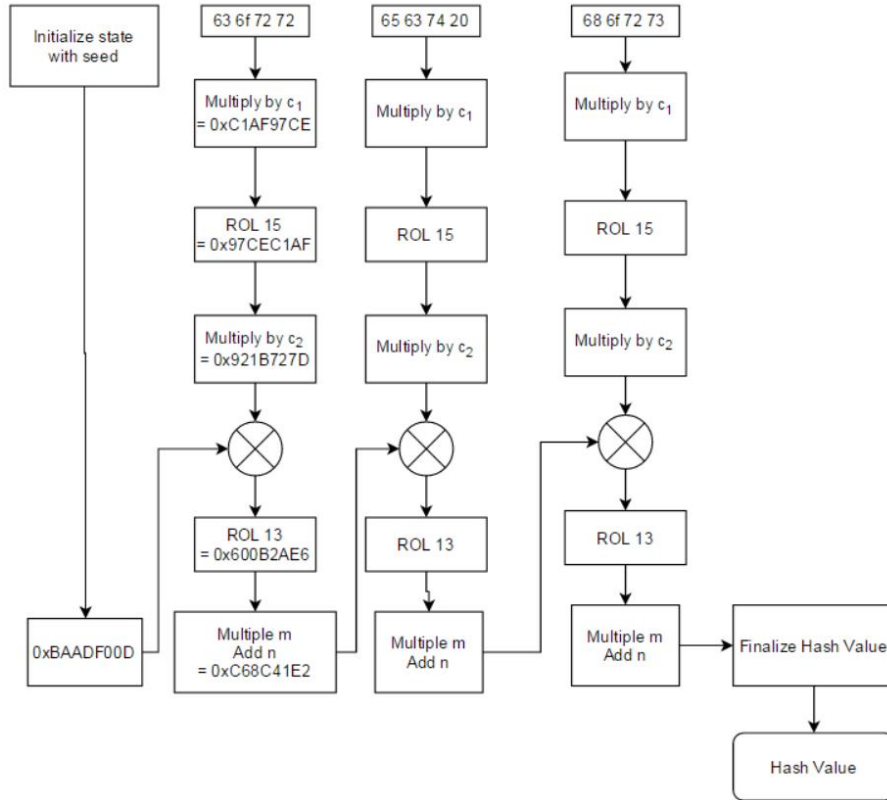 Initialize state
with seed
0xBAADF00D
63 6f 72 72
Multiply by c₁
= 0xC1AF97CE
ROL 15
= 0x97CEC1AF
Multiply by c₂
= 0x921B727D
ROL 13
= 0x600B2AE6
Multiple m
Add n
= 0xC68C41E2
65 63 74 20
Multiply by c₁
ROL 15
Multiply by c₂
ROL 13
Multiple m
Add n
68 6f 72 73
Multiply by c₁
ROL 15
Multiply by c₂
ROL 13
Multiple m
Add n
Finalize Hash Value
Hash Value